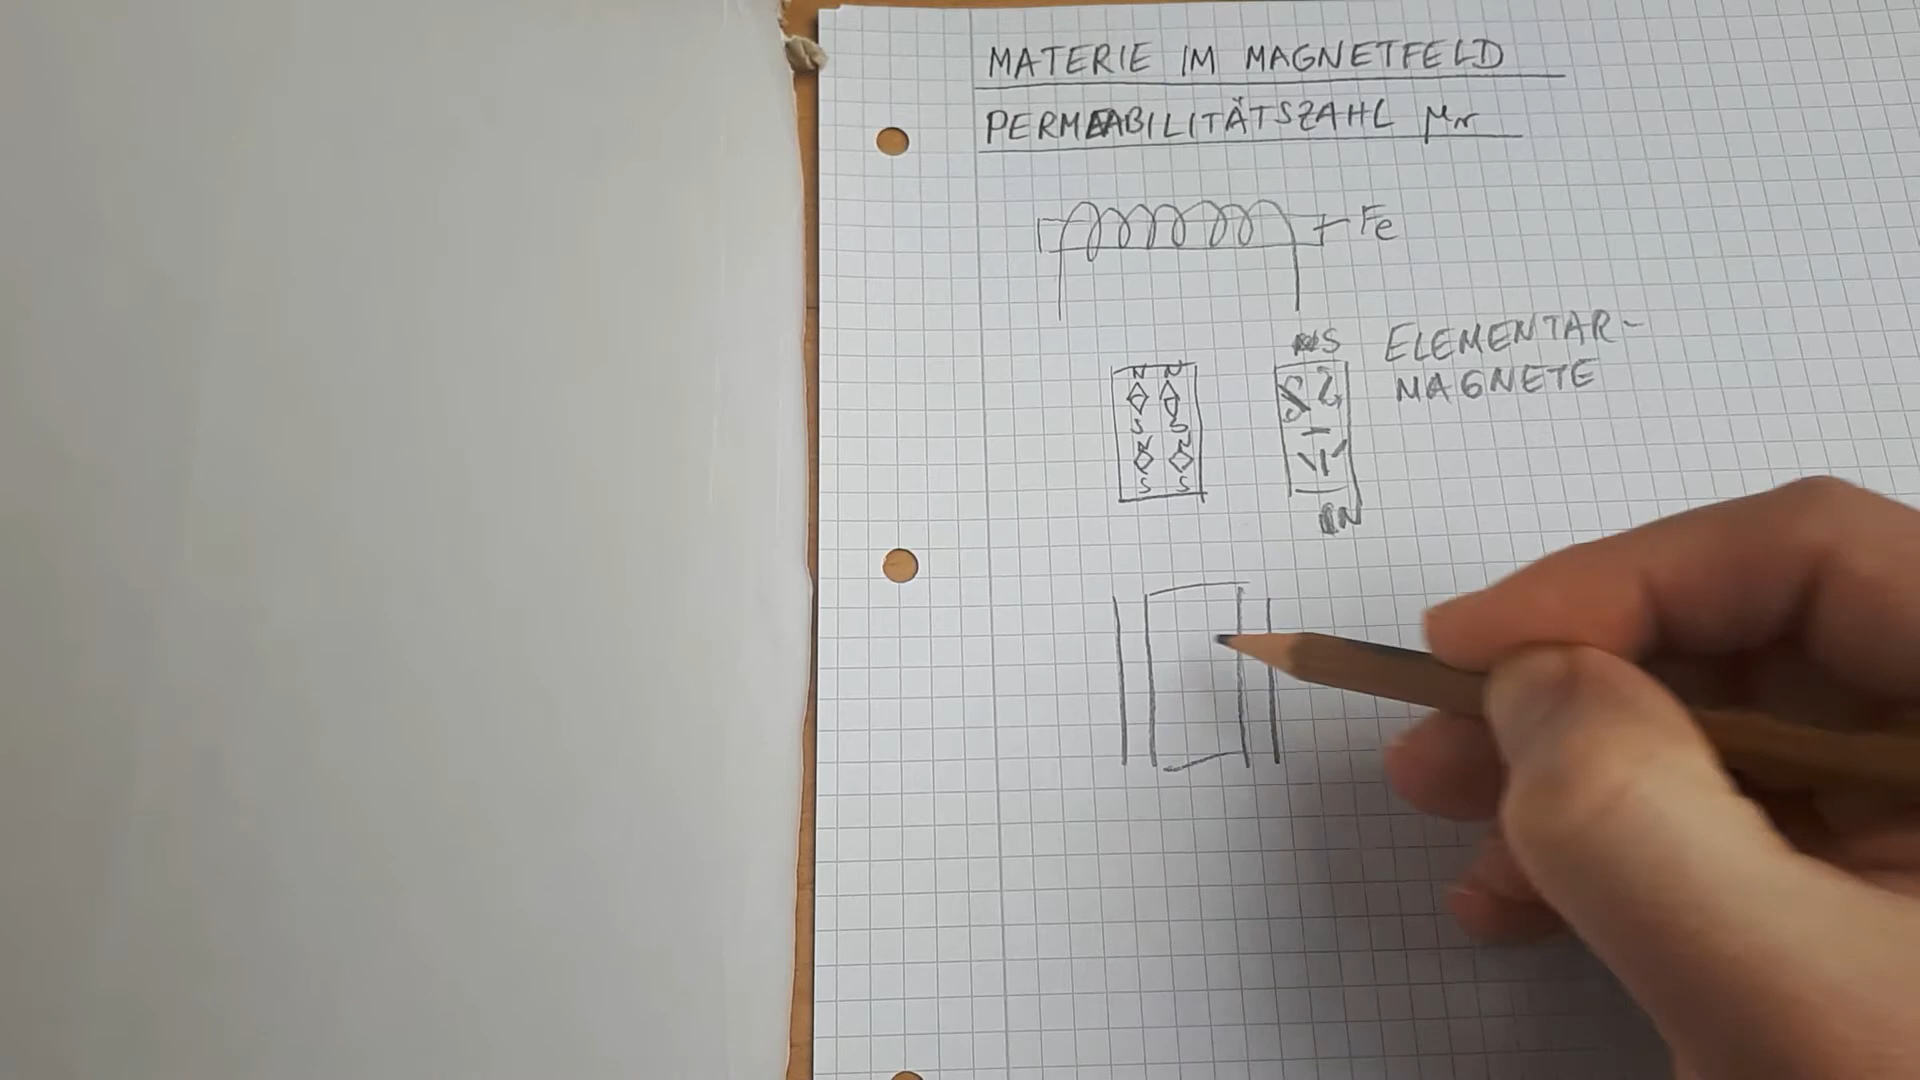 MATERIE IM MAGNETFELD
PERMEABILITÄTSZAHL μr
Fe
S ELEMENTAR-
MAGNETE
N N
S S
N N
S S
N